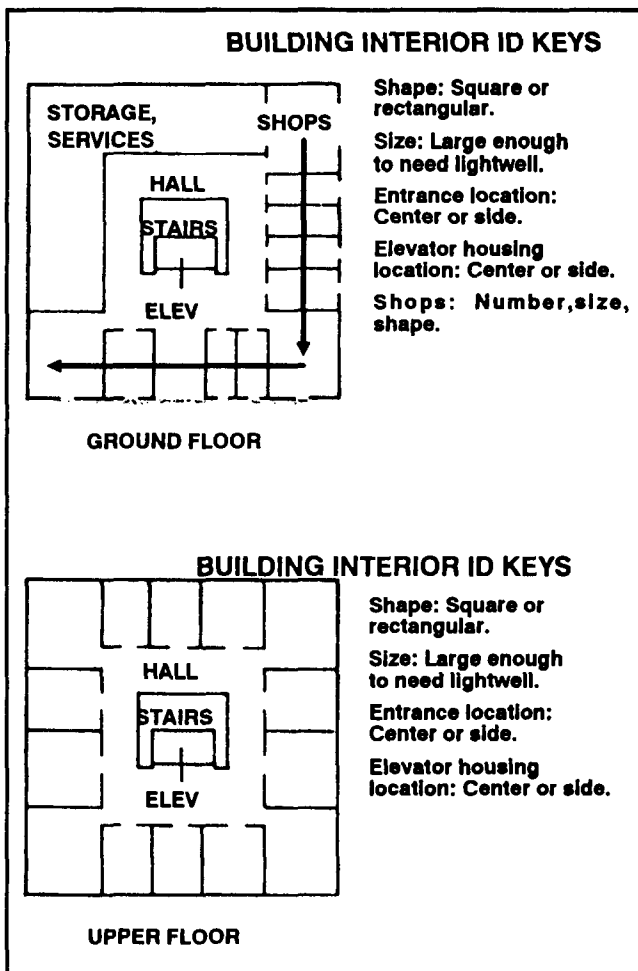 BUILDING INTERIOR ID KEYS
STORAGE,
SERVICES
SHOPS
HALL
STAIRS
ELEV
GROUND FLOOR
Shape: Square or
rectangular.
Size: Large enough
to need lightwell.
Entrance location:
Center or side.
Elevator housing
location: Center or side.
Shops: Number,size,
shape.
BUILDING INTERIOR ID KEYS
HALL
STAIRS
ELEV
UPPER FLOOR
Shape: Square or
rectangular.
Size: Large enough
to need lightwell.
Entrance location:
Center or side.
Elevator housing
location: Center or side.